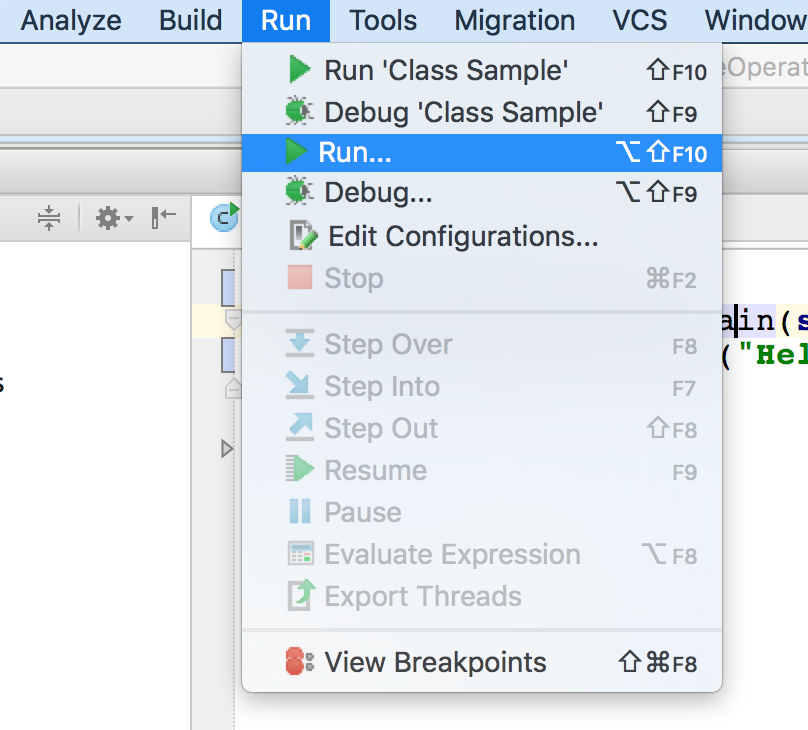 Analyze Build Run Tools Migration VCS Window
Run 'Class Sample' ⇧F10
Debug 'Class Sample' ⇧F9
Run... ⌥⇧F10
Debug... ⌥⇧F9
Edit Configurations...
Stop ⌘F2
Step Over F8
Step Into F7
Step Out ⇧F8
Resume F9
Pause
Evaluate Expression ⌥F8
Export Threads
View Breakpoints ⇧⌘F8
eOperat
C
ain(s
("Hel
s